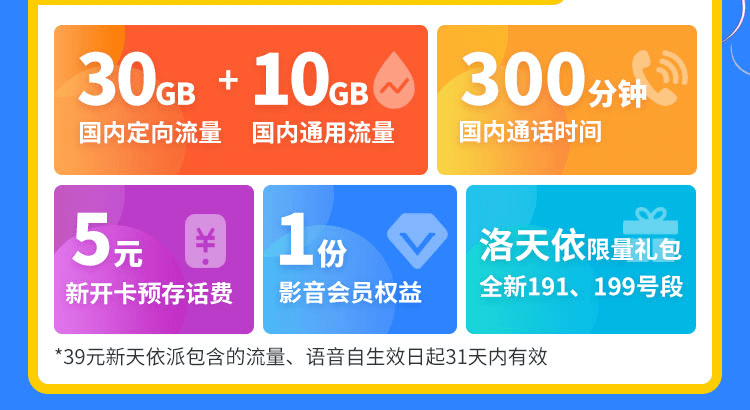 30GB + 10GB
国内定向流量 国内通用流量
300分钟
国内通话时间
5元
新开卡预存话费
1份
影音会员权益
洛天依限量礼包
全新191、199号段
*39元新天依派包含的流量、语音自生效日起31天内有效